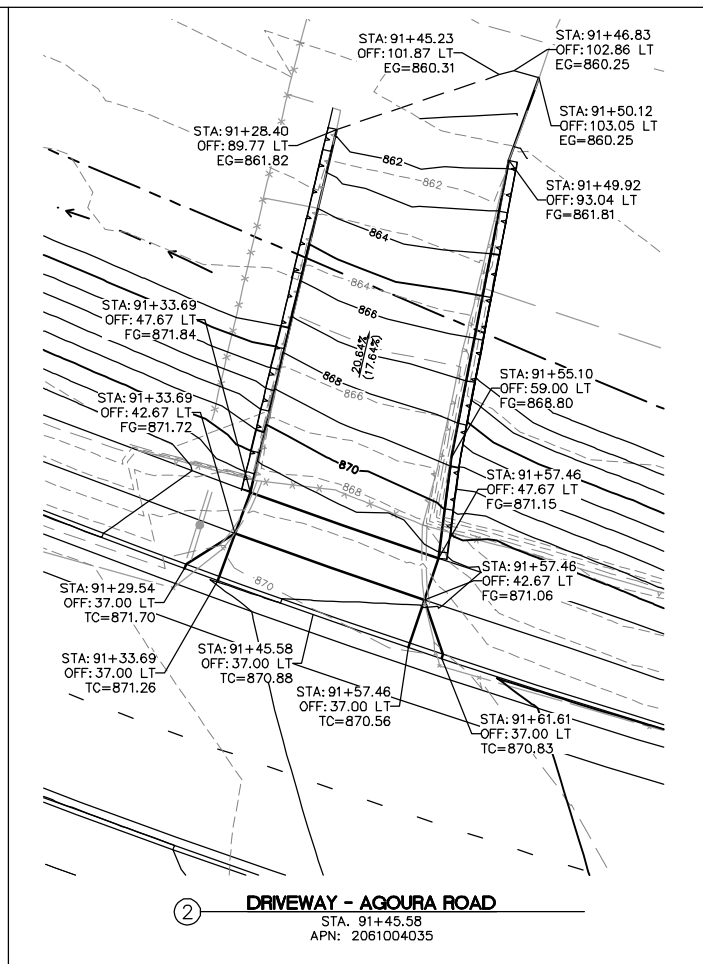 STA: 91+45.23
OFF: 101.87 LT
EG=860.31
STA: 91+46.83
OFF: 102.86 LT
EG=860.25
STA: 91+50.12
OFF: 103.05 LT
EG=860.25
STA: 91+28.40
OFF: 89.77 LT
EG=861.82
862
862
STA: 91+49.92
OFF: 93.04 LT
FG=861.81
864
864
866
STA: 91+33.69
OFF: 47.67 LT
FG=871.84
20.64%
(17.64%)
868
866
STA: 91+55.10
OFF: 59.00 LT
FG=868.80
STA: 91+33.69
OFF: 42.67 LT
FG=871.72
870
868
STA: 91+57.46
OFF: 47.67 LT
FG=871.15
870
STA: 91+57.46
OFF: 42.67 LT
FG=871.06
STA: 91+29.54
OFF: 37.00 LT
TC=871.70
STA: 91+33.69
OFF: 37.00 LT
TC=871.26
STA: 91+45.58
OFF: 37.00 LT
TC=870.88
STA: 91+57.46
OFF: 37.00 LT
TC=870.56
STA: 91+61.61
OFF: 37.00 LT
TC=870.83
2
DRIVEWAY - AGOURA ROAD
STA. 91+45.58
APN: 2061004035